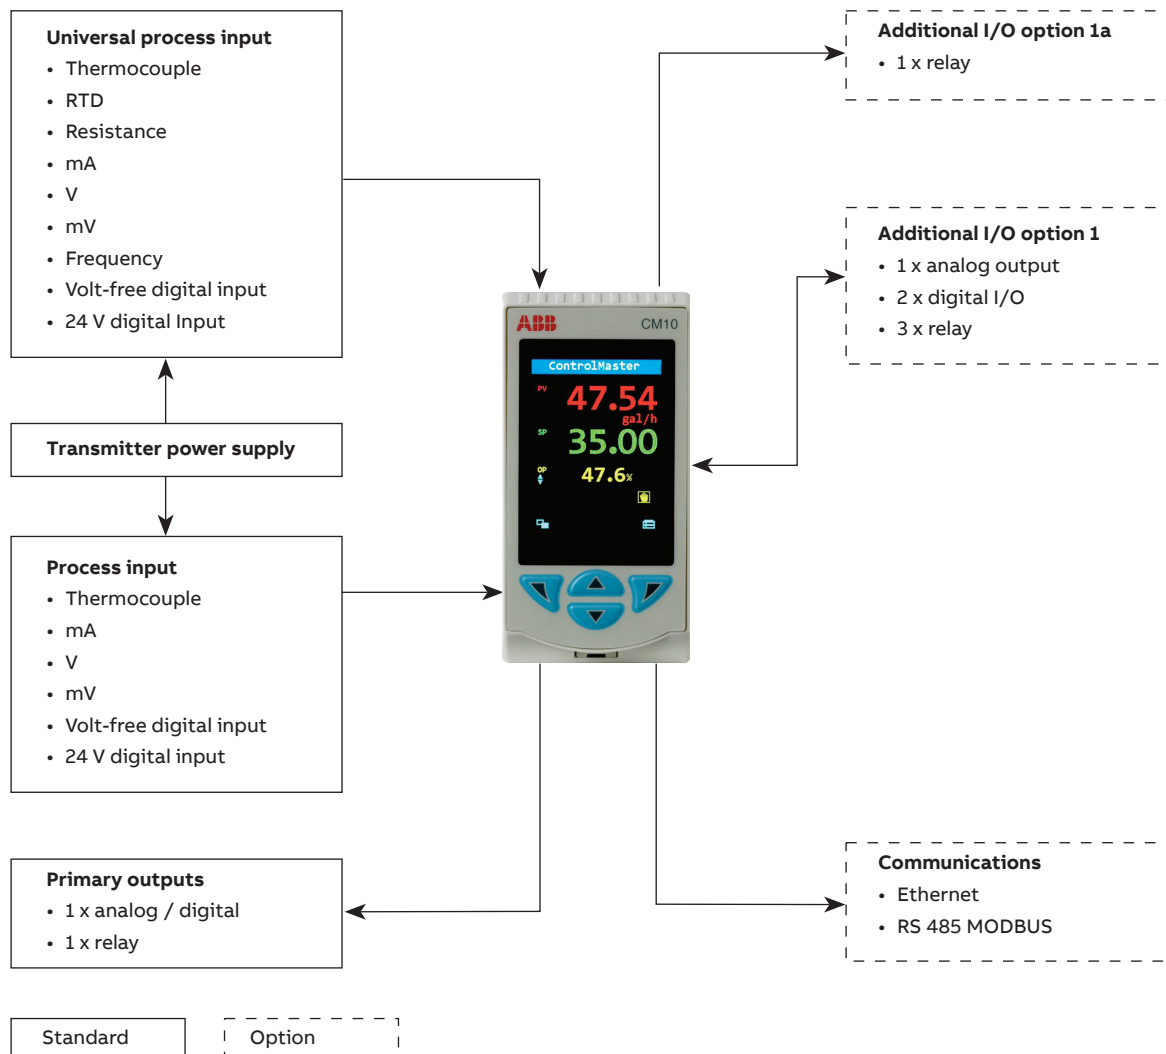 Universal process input
• Thermocouple
• RTD
• Resistance
• mA
• V
• mV
• Frequency
• Volt-free digital input
• 24 V digital Input
Transmitter power supply
Process input
• Thermocouple
• mA
• V
• mV
• Volt-free digital input
• 24 V digital input
Primary outputs
• 1 x analog / digital
• 1 x relay
ABB
CM10
ControlMaster
PV
47.54
gal/h
SP
35.00
OP
47.6%
Additional I/O option 1a
• 1 x relay
Additional I/O option 1
• 1 x analog output
• 2 x digital I/O
• 3 x relay
Communications
• Ethernet
• RS 485 MODBUS
Standard
Option